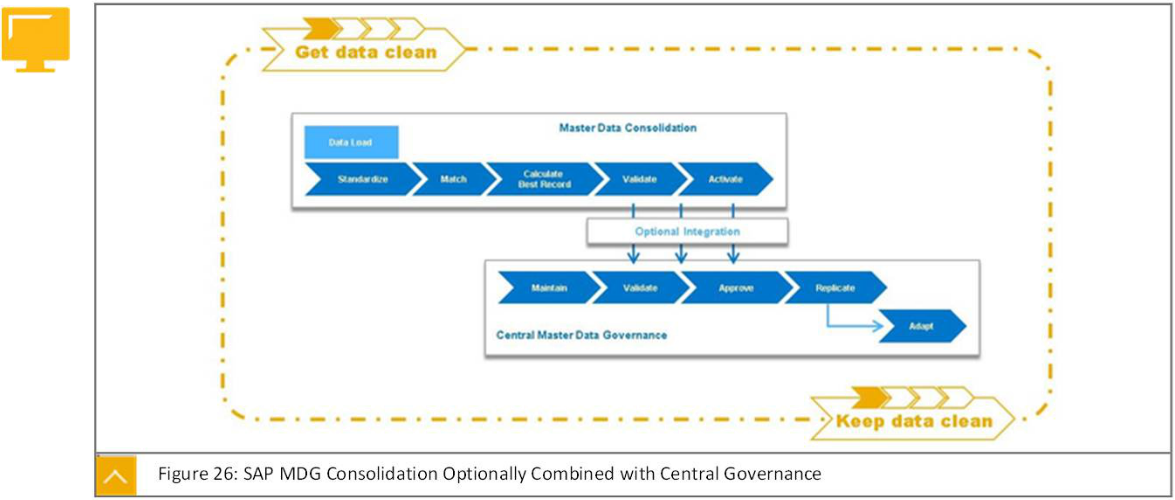 Get data clean
Master Data Consolidation
Data Load
Standardize
Match
Calculate
Best Record
Validate
Activate
Optional Integration
Maintain
Validate
Approve
Replicate
Adapt
Central Master Data Governance
Keep data clean
Figure 26: SAP MDG Consolidation Optionally Combined with Central Governance